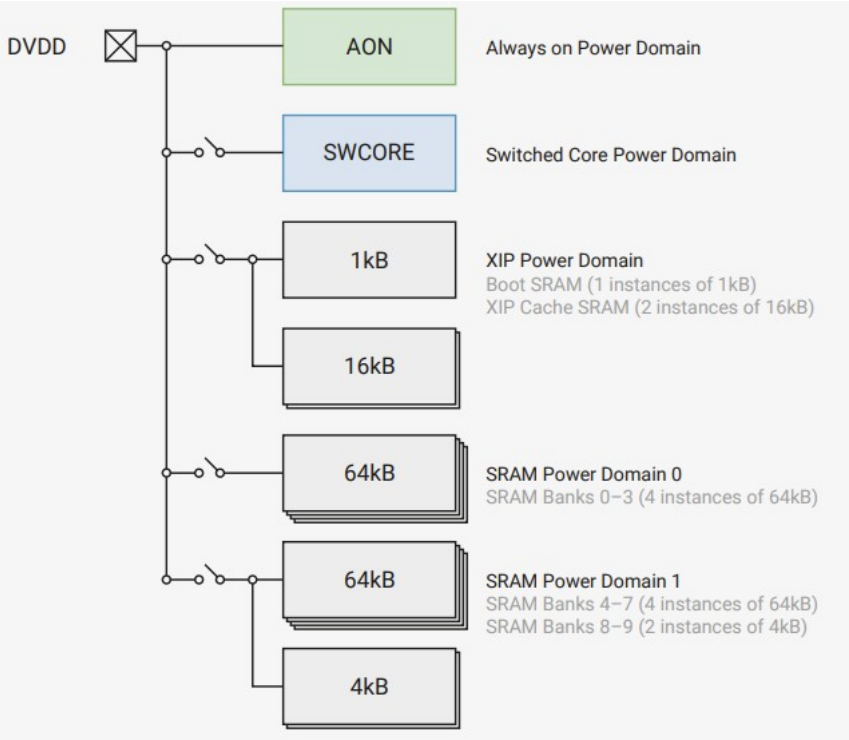 DVDD
AON
Always on Power Domain
SWCORE
Switched Core Power Domain
1kB
XIP Power Domain
Boot SRAM (1 instances of 1kB)
XIP Cache SRAM (2 instances of 16kB)
16kB
64kB
SRAM Power Domain 0
SRAM Banks 0–3 (4 instances of 64kB)
64kB
SRAM Power Domain 1
SRAM Banks 4–7 (4 instances of 64kB)
SRAM Banks 8–9 (2 instances of 4kB)
4kB